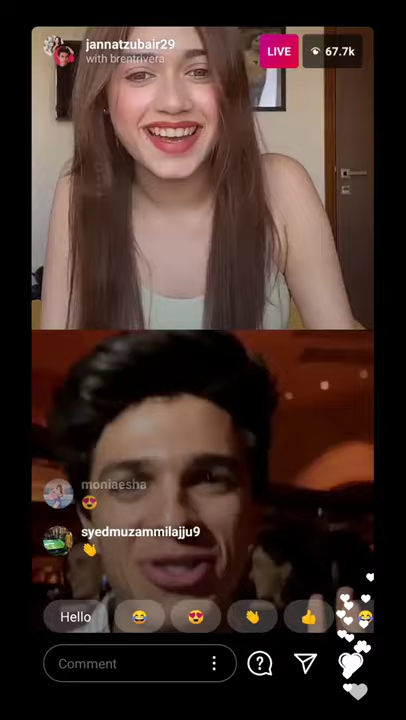 jannatzubair29
with brentrivera
LIVE
67.7k
moniaesha
😍
syedmuzammilajju9
👏
Hello
😂
😍
👏
👍
😂
Comment